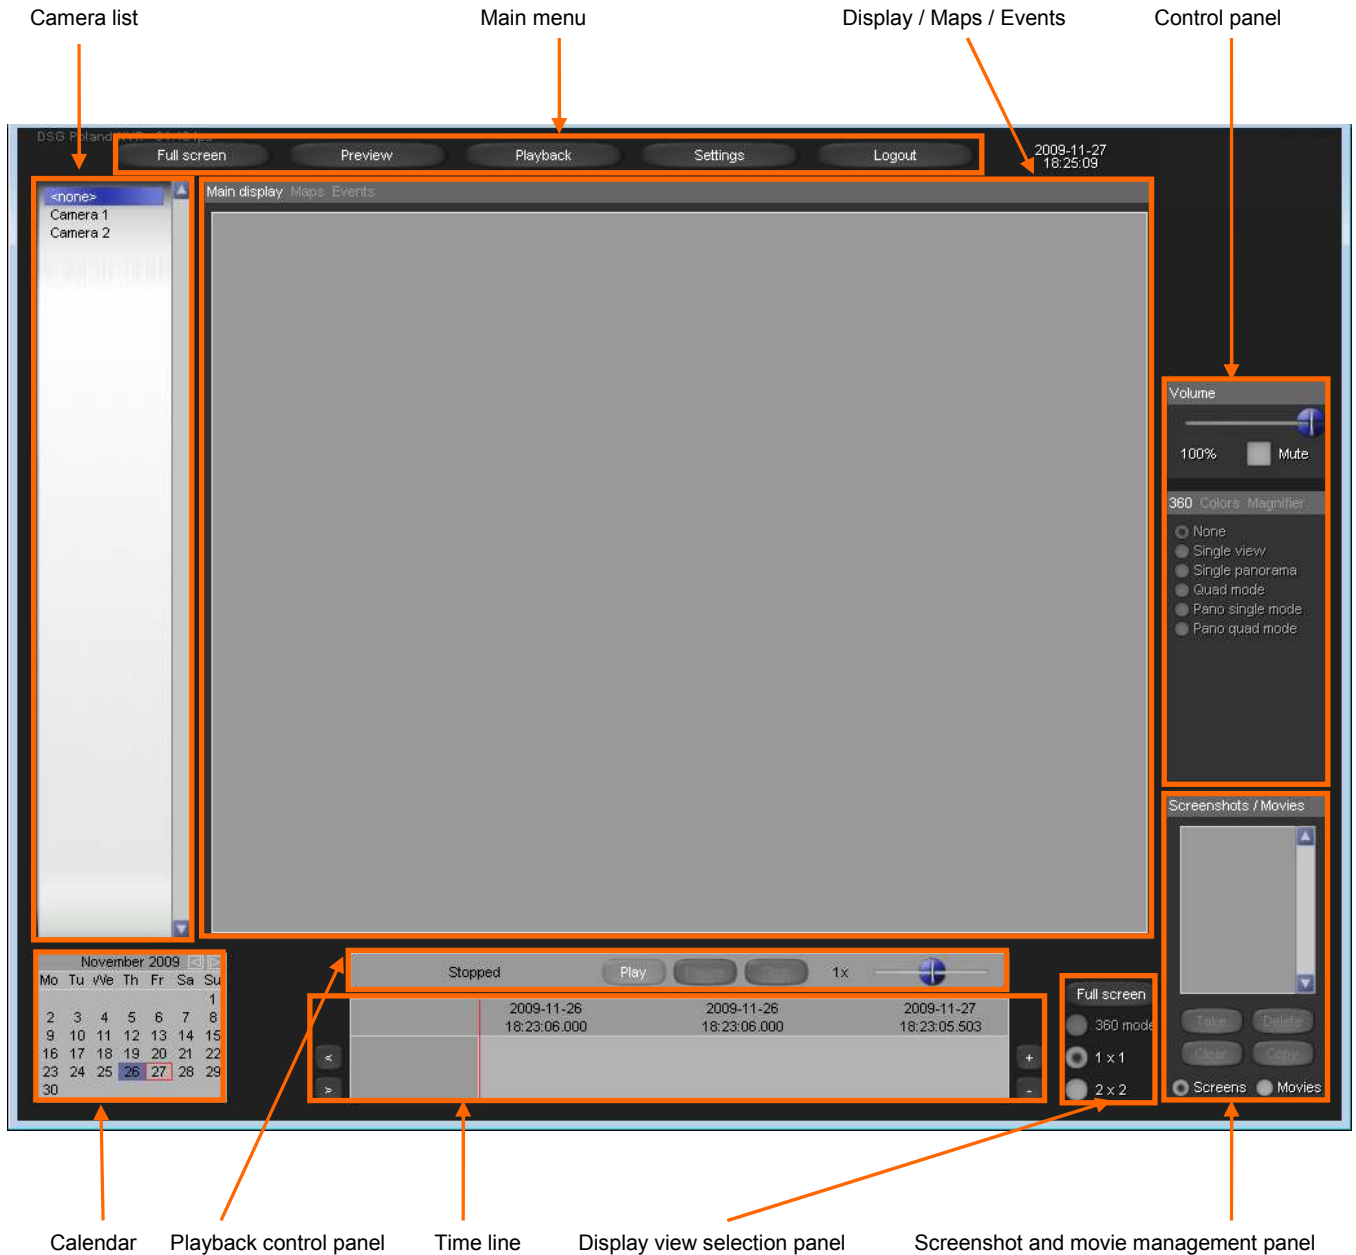 Camera list
Main menu
Display / Maps / Events
Control panel
DSG Poland NVR
Full screen
Preview
Playback
Settings
Logout
2009-11-27
18:25:09
<none>
Camera 1
Camera 2
Main display Maps Events
Volume
100%
Mute
360 Colors Magnifier
None
Single view
Single panorama
Quad mode
Pano single mode
Pano quad mode
Screenshots / Movies
Take
Delete
Clear
Copy
Screens
Movies
November 2009
Mo Tu We Th Fr Sa Su
1
2 3 4 5 6 7 8
9 10 11 12 13 14 15
16 17 18 19 20 21 22
23 24 25 26 27 28 29
30
Stopped
Play
Pause
Stop
1x
2009-11-26
18:23:06.000
2009-11-26
18:23:06.000
2009-11-27
18:23:05.503
<
>
+
-
Full screen
360 mode
1 x 1
2 x 2
Calendar
Playback control panel
Time line
Display view selection panel
Screenshot and movie management panel